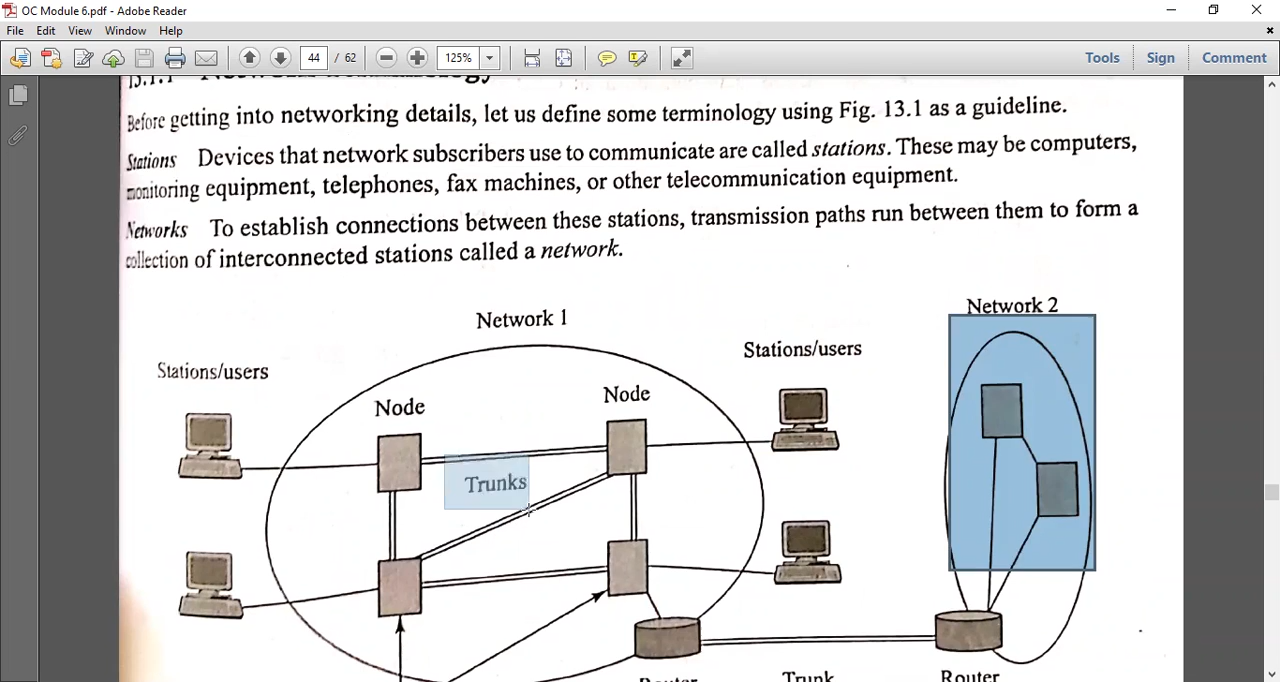 OC Module 6.pdf - Adobe Reader
File Edit View Window Help
44 / 62 125% Tools Sign Comment
Before getting into networking details, let us define some terminology using Fig. 13.1 as a guideline.
Stations Devices that network subscribers use to communicate are called stations. These may be computers,
monitoring equipment, telephones, fax machines, or other telecommunication equipment.
Networks To establish connections between these stations, transmission paths run between them to form a
collection of interconnected stations called a network.
Network 2
Network 1
Stations/users
Stations/users
Node
Node
Trunks
Router
Trunk
Router